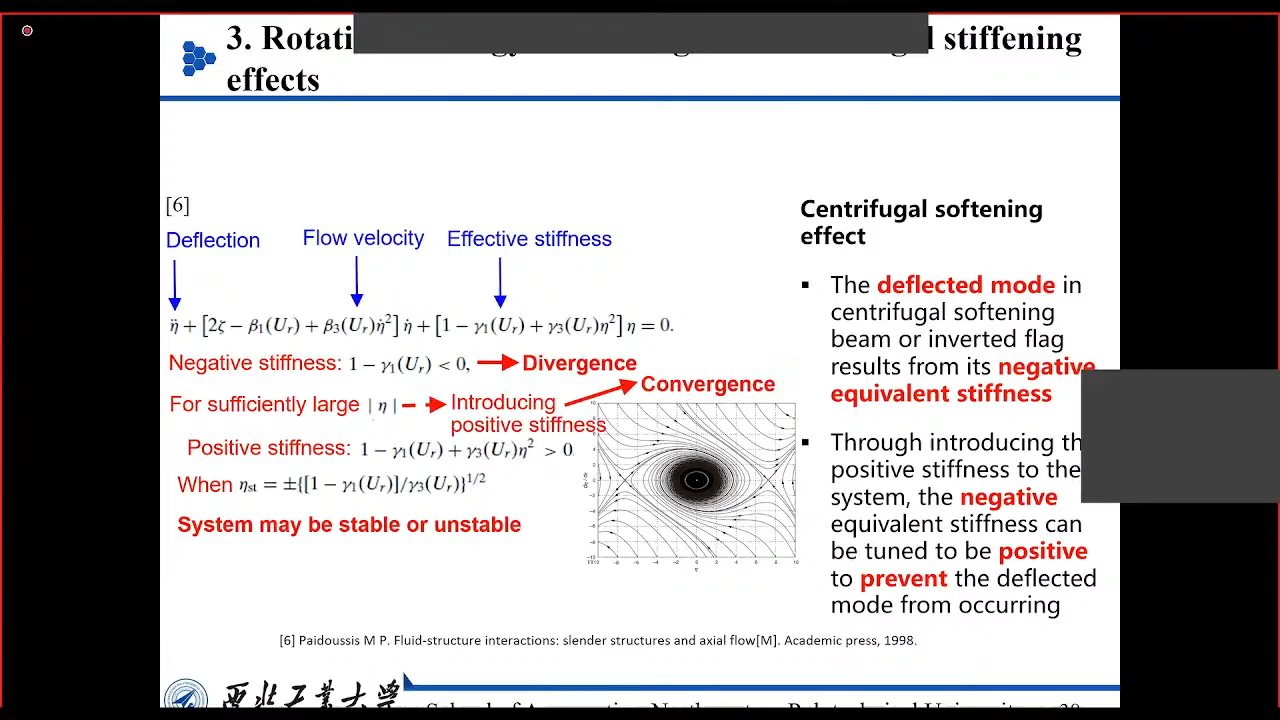 3. Rotati stiffening
effects
[6]
Deflection
Flow velocity
Effective stiffness
η̈ + [2ζ − β₁(Uᵣ) + β₃(Uᵣ)η̇²] η̇ + [1 − γ₁(Uᵣ) + γ₃(Uᵣ)η²] η = 0.
Negative stiffness: 1 − γ₁(Uᵣ) < 0, Divergence
Convergence
For sufficiently large | η | Introducing
positive stiffness
Positive stiffness: 1 − γ₁(Uᵣ) + γ₃(Uᵣ)η² > 0
When ηst = ±{[1 − γ₁(Uᵣ)]/γ₃(Uᵣ)}^1/2
System may be stable or unstable
Centrifugal softening
effect
▪ The deflected mode in
centrifugal softening
beam or inverted flag
results from its negative
equivalent stiffness
▪ Through introducing th
positive stiffness to the
system, the negative
equivalent stiffness can
be tuned to be positive
to prevent the deflected
mode from occurring
[6] Paidoussis M P. Fluid-structure interactions: slender structures and axial flow[M]. Academic press, 1998.
西北工业大学